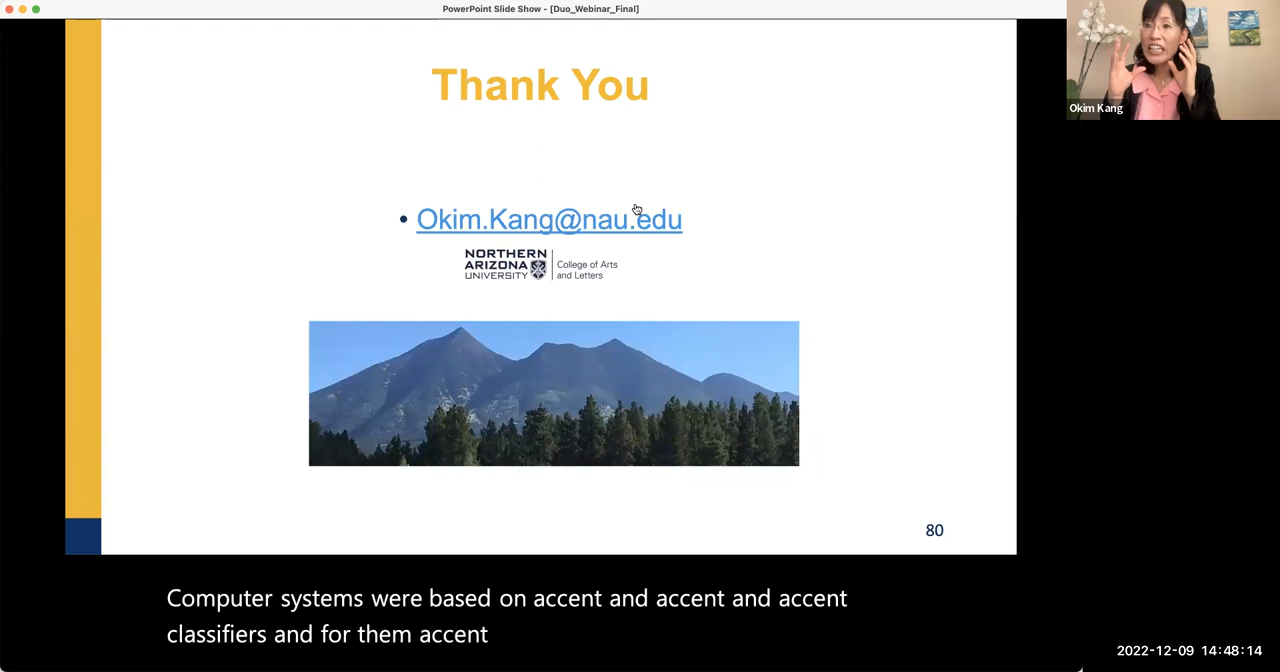 PowerPoint Slide Show - [Duo_Webinar_Final]
Thank You
• Okim.Kang@nau.edu
NORTHERN
ARIZONA
UNIVERSITY
College of Arts
and Letters
80
Okim Kang
Computer systems were based on accent and accent and accent
classifiers and for them accent
2022-12-09 14:48:14